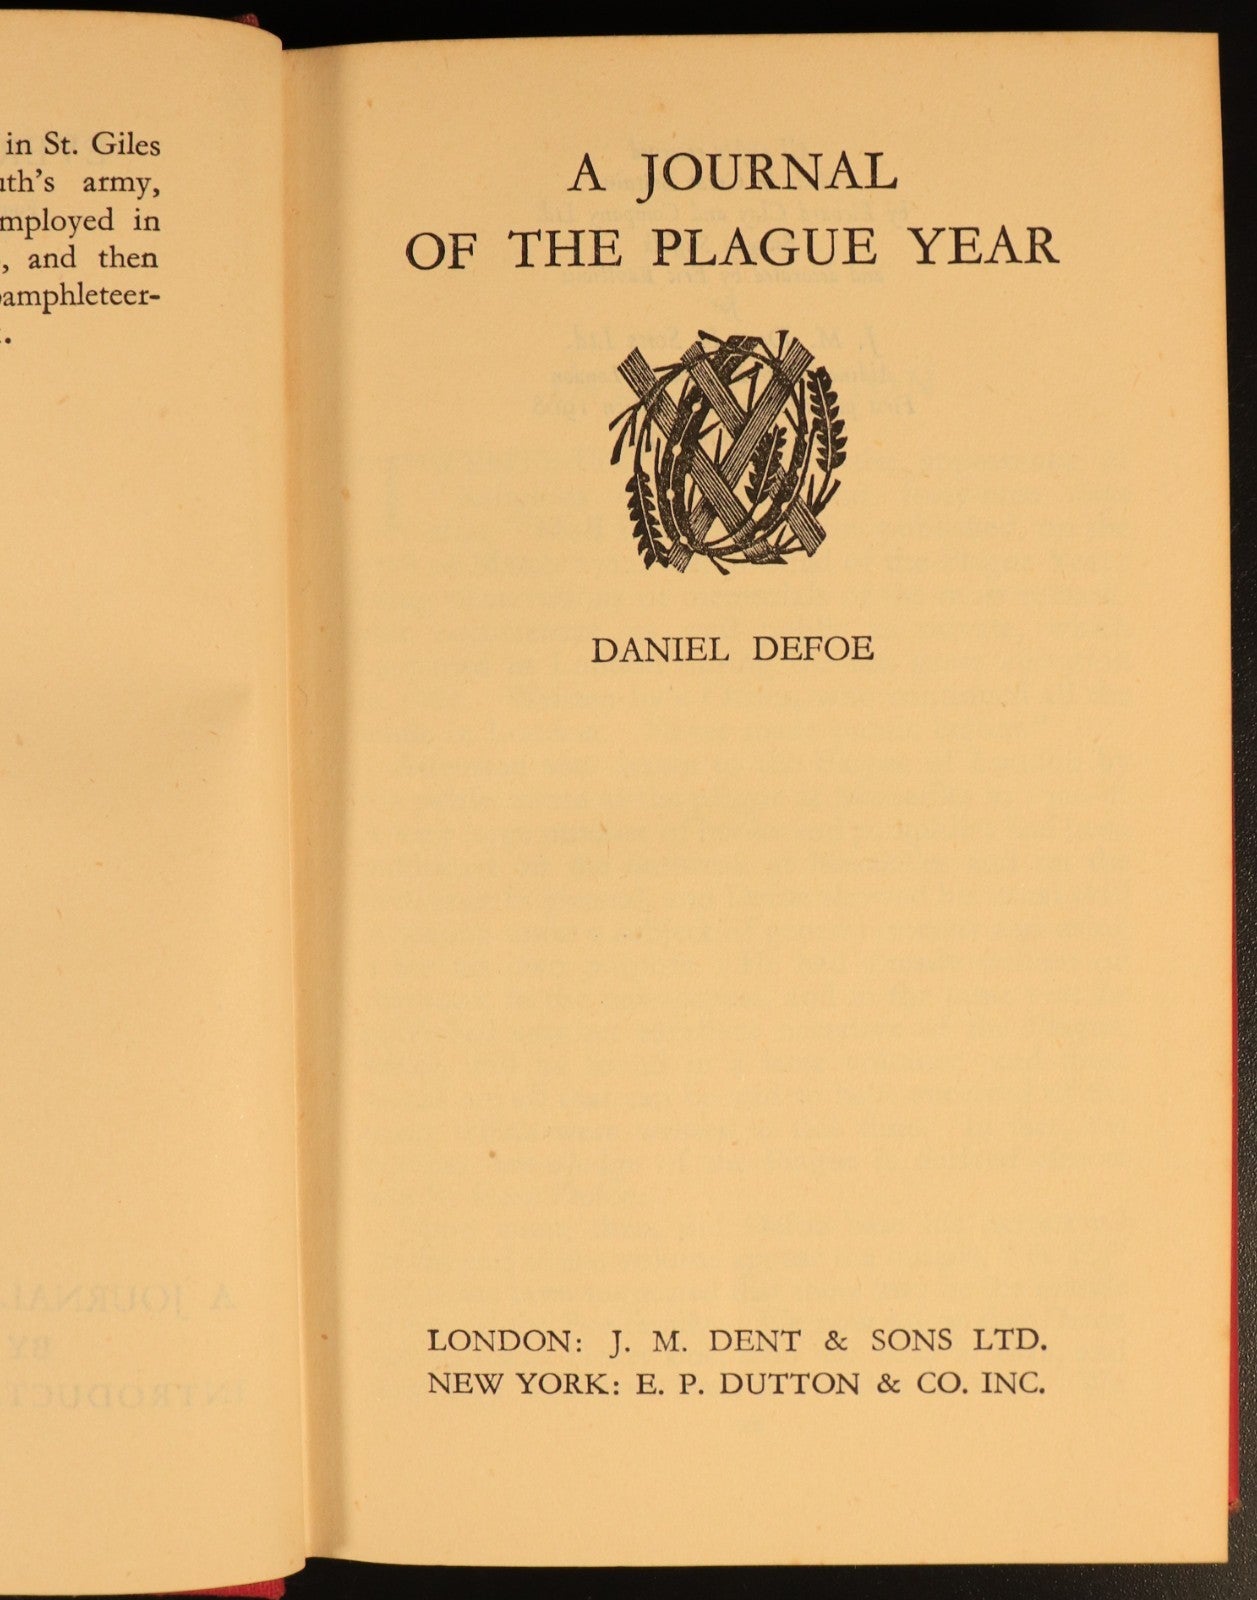 in St. Giles
uth's army,
mployed in
, and then
pamphleteer-
.
A JOURNAL
OF THE PLAGUE YEAR
DANIEL DEFOE
LONDON: J. M. DENT & SONS LTD.
NEW YORK: E. P. DUTTON & CO. INC.